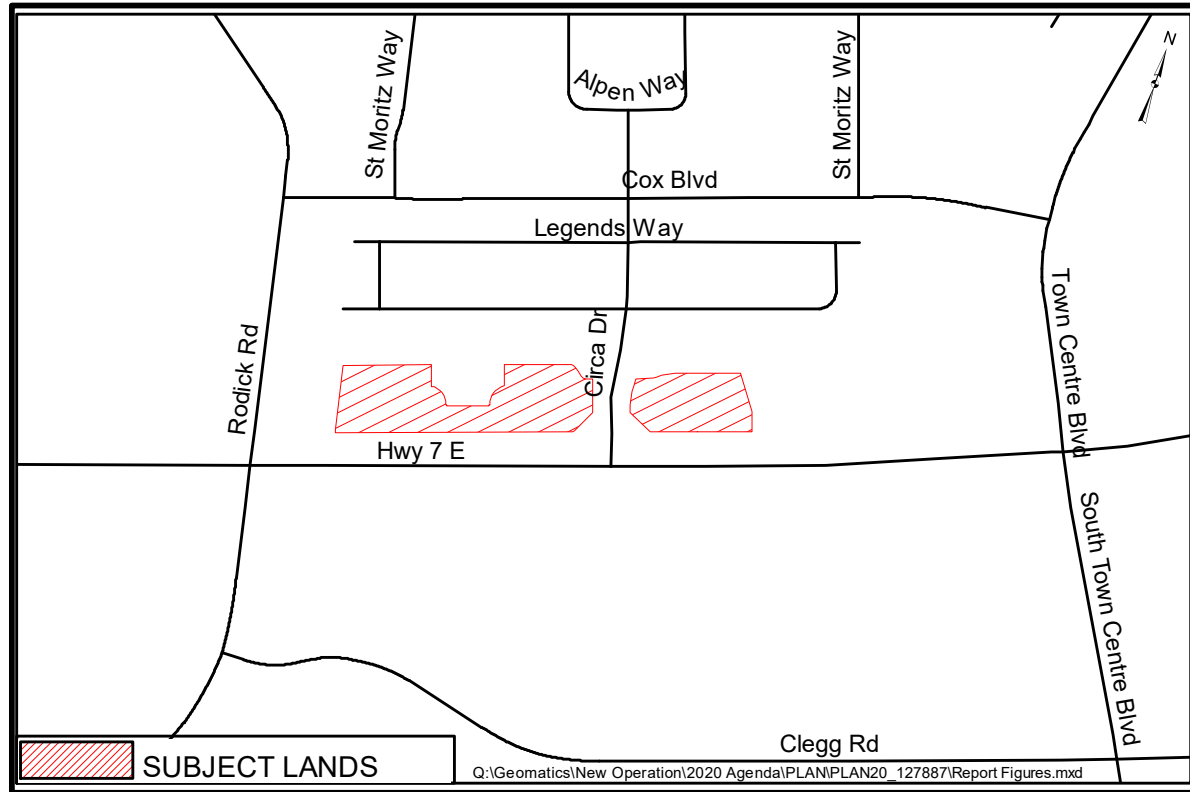 N
St Moritz Way
Alpen Way
St Moritz Way
Cox Blvd
Legends Way
Circa Dr
Town Centre Blvd
Rodick Rd
Hwy 7 E
South Town Centre Blvd
Clegg Rd
SUBJECT LANDS
Q:\Geomatics\New Operation\2020 Agenda\PLAN\PLAN20_127887\Report Figures.mxd